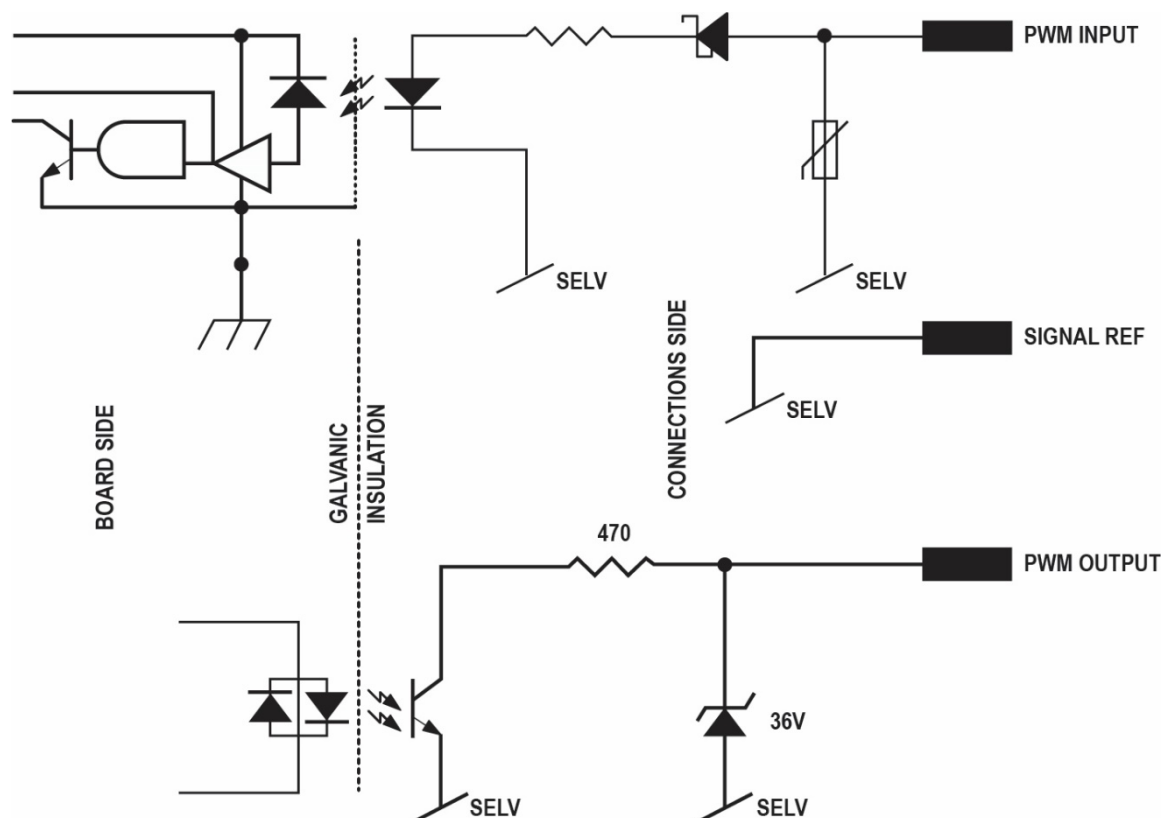 PWM INPUT
SELV
SELV
SIGNAL REF
SELV
BOARD SIDE
GALVANIC
INSULATION
CONNECTIONS SIDE
470
PWM OUTPUT
36V
SELV
SELV